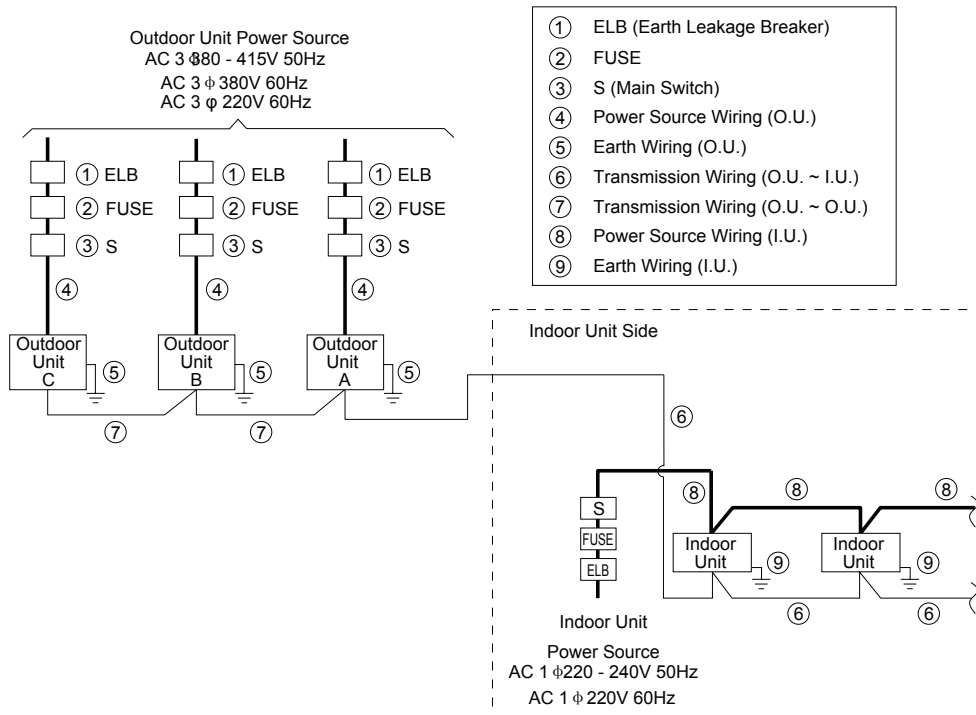 Outdoor Unit Power Source
AC 3 ϕ380 - 415V 50Hz
AC 3 ϕ 380V 60Hz
AC 3 φ 220V 60Hz
① ELB (Earth Leakage Breaker)
② FUSE
③ S (Main Switch)
④ Power Source Wiring (O.U.)
⑤ Earth Wiring (O.U.)
⑥ Transmission Wiring (O.U. ~ I.U.)
⑦ Transmission Wiring (O.U. ~ O.U.)
⑧ Power Source Wiring (I.U.)
⑨ Earth Wiring (I.U.)
① ELB ① ELB ① ELB
② FUSE ② FUSE ② FUSE
③ S ③ S ③ S
④ ④ ④
Outdoor
Unit
C
⑤
Outdoor
Unit
B
⑤
Outdoor
Unit
A
⑤
⑦ ⑦
Indoor Unit Side
⑥
⑧ ⑧ ⑧
S
FUSE
ELB
Indoor
Unit
⑨
Indoor
Unit
⑨
⑥ ⑥
Indoor Unit
Power Source
AC 1 ϕ220 - 240V 50Hz
AC 1 ϕ 220V 60Hz